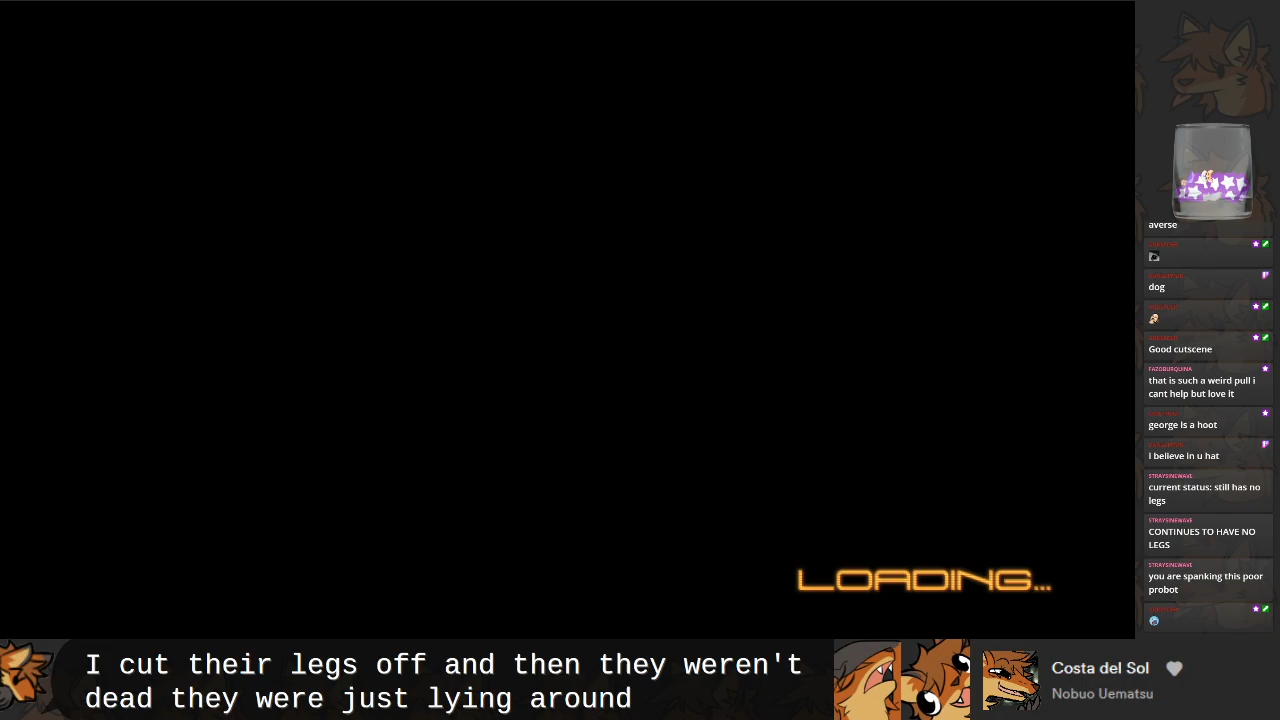 averse
dog
Good cutscene
FAZOBURQUINA
that is such a weird pull i
cant help but love it
george is a hoot
i believe in u hat
STRAYSINEWAVE
current status: still has no
legs
STRAYSINEWAVE
CONTINUES TO HAVE NO
LEGS
STRAYSINEWAVE
you are spanking this poor
probot
LOADING...
I cut their legs off and then they weren't
dead they were just lying around
Costa del Sol
Nobuo Uematsu